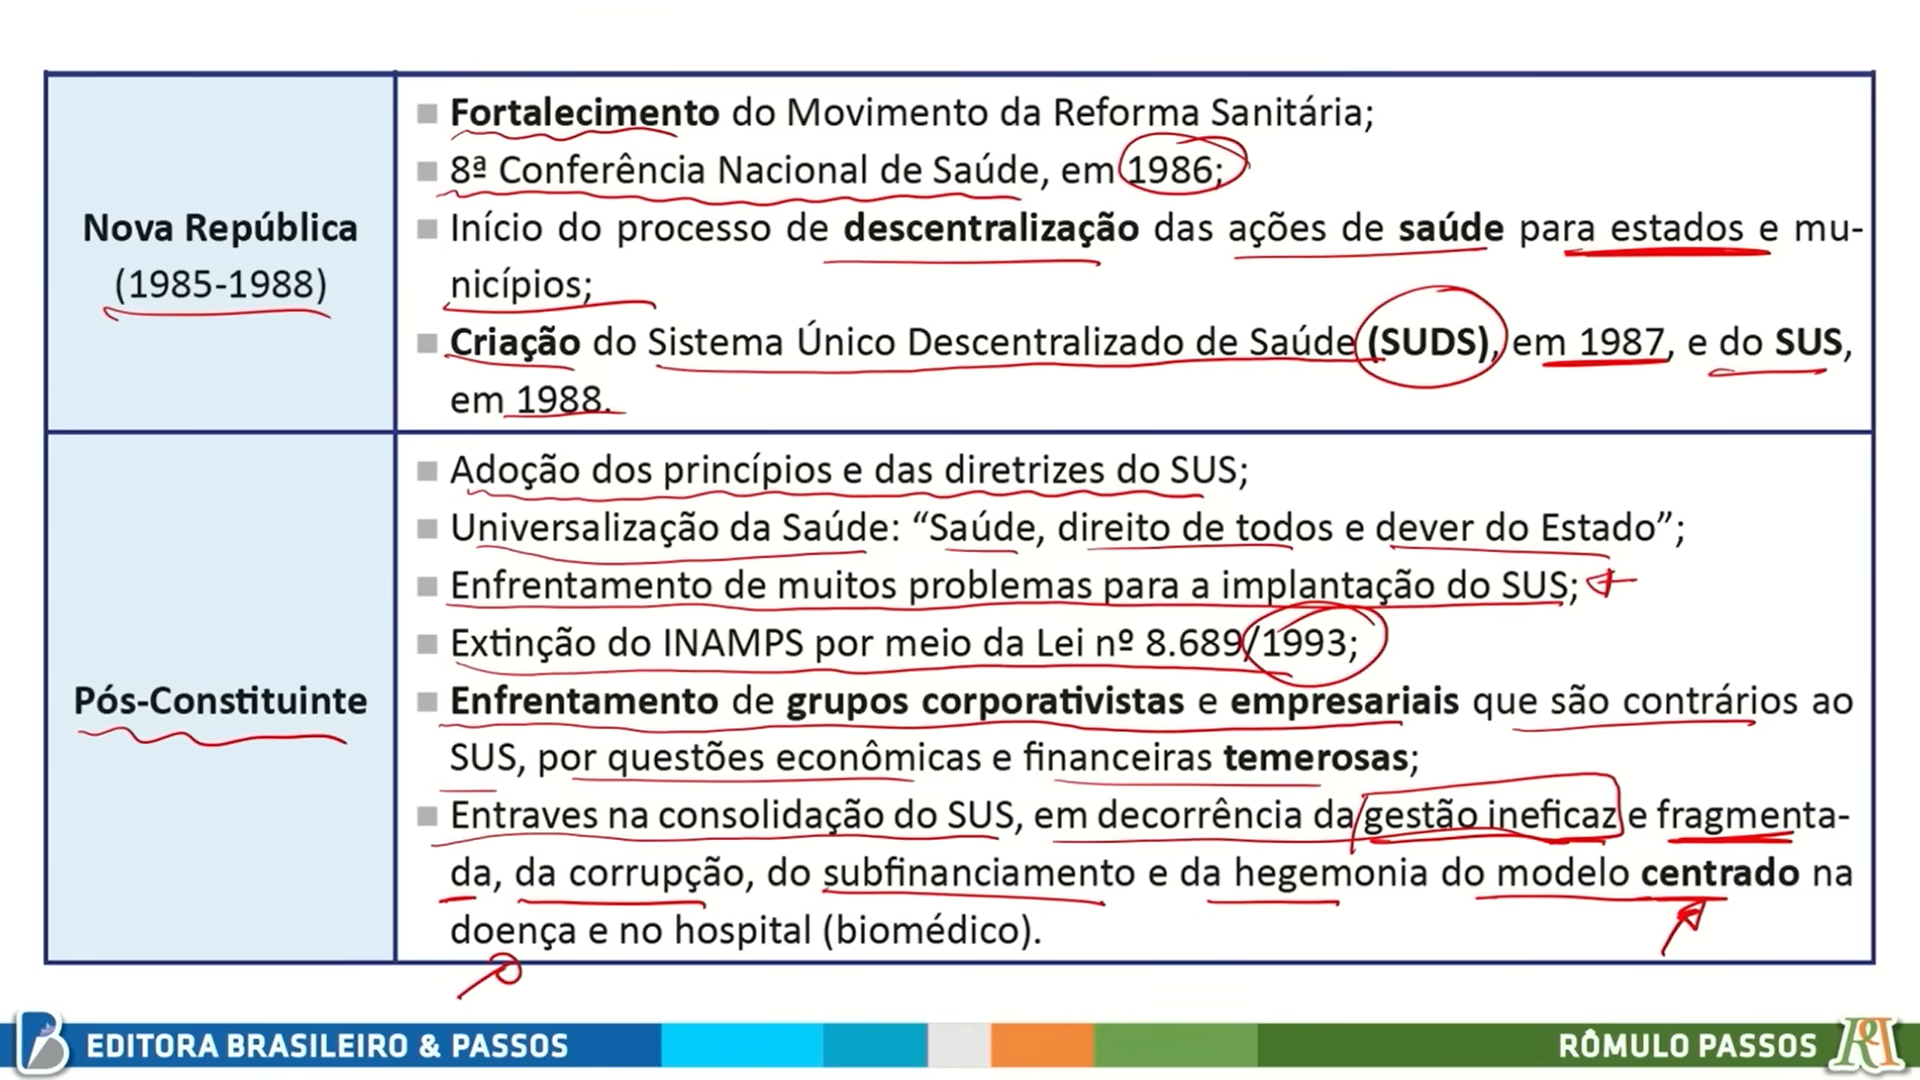 Nova República
(1985-1988)
Fortalecimento do Movimento da Reforma Sanitária;
8ª Conferência Nacional de Saúde, em 1986;
Início do processo de descentralização das ações de saúde para estados e mu-
nicípios;
Criação do Sistema Único Descentralizado de Saúde (SUDS), em 1987, e do SUS,
em 1988.
Pós-Constituinte
Adoção dos princípios e das diretrizes do SUS;
Universalização da Saúde: “Saúde, direito de todos e dever do Estado”;
Enfrentamento de muitos problemas para a implantação do SUS;
Extinção do INAMPS por meio da Lei nº 8.689/1993;
Enfrentamento de grupos corporativistas e empresariais que são contrários ao
SUS, por questões econômicas e financeiras temerosas;
Entraves na consolidação do SUS, em decorrência da gestão ineficaz e fragmenta-
da, da corrupção, do subfinanciamento e da hegemonia do modelo centrado na
doença e no hospital (biomédico).
EDITORA BRASILEIRO & PASSOS
RÔMULO PASSOS